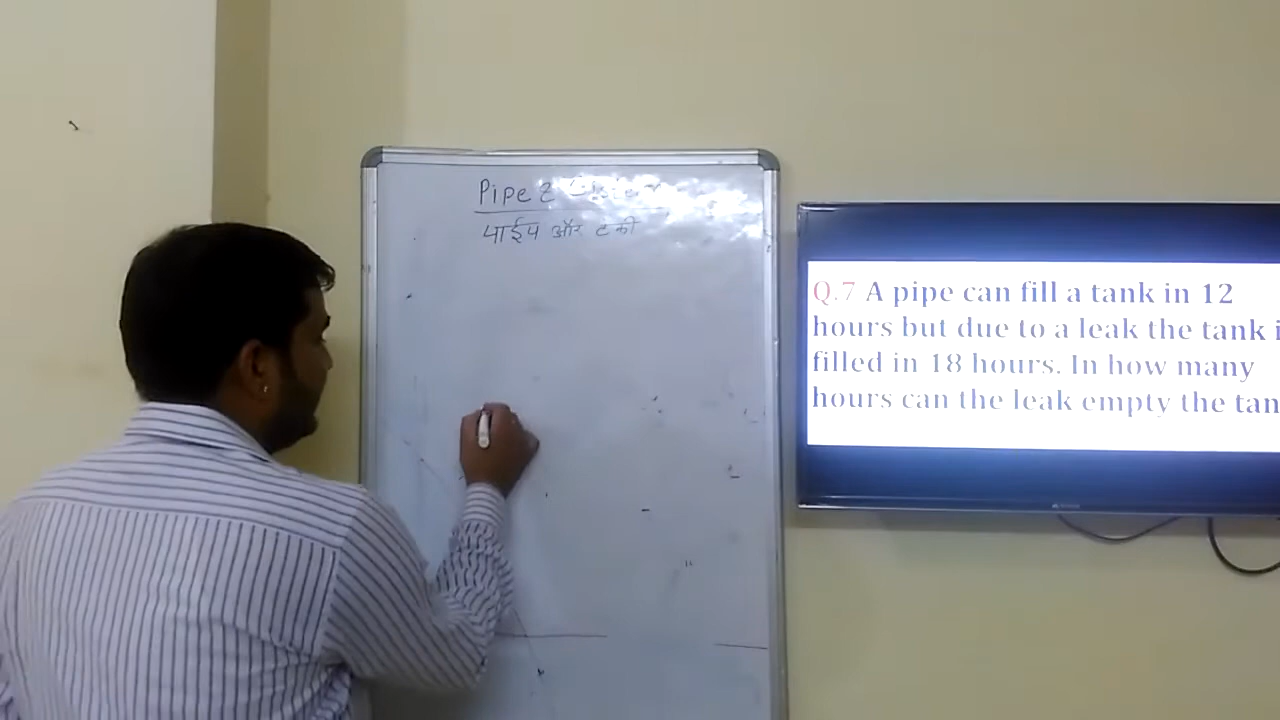 Pipe &
पाईप और टंकी
Q.7 A pipe can fill a tank in 12
hours but due to a leak the tank i
filled in 18 hours. In how many
hours can the leak empty the tan